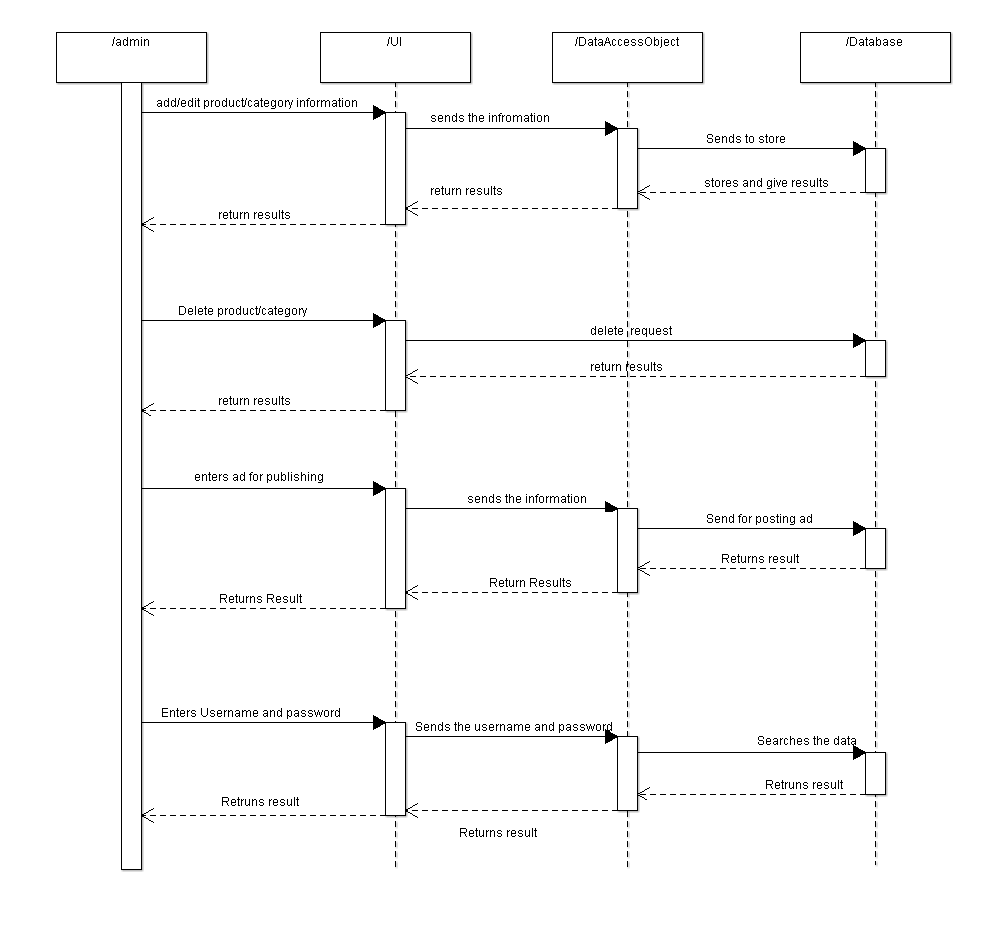 /admin
/UI
/DataAccessObject
/Database
add/edit product/category information
sends the infromation
Sends to store
stores and give results
return results
return results
Delete product/category
delete request
return results
return results
enters ad for publishing
sends the information
Send for posting ad
Returns result
Return Results
Returns Result
Enters Username and password
Sends the username and password
Searches the data
Retruns result
Retruns result
Returns result